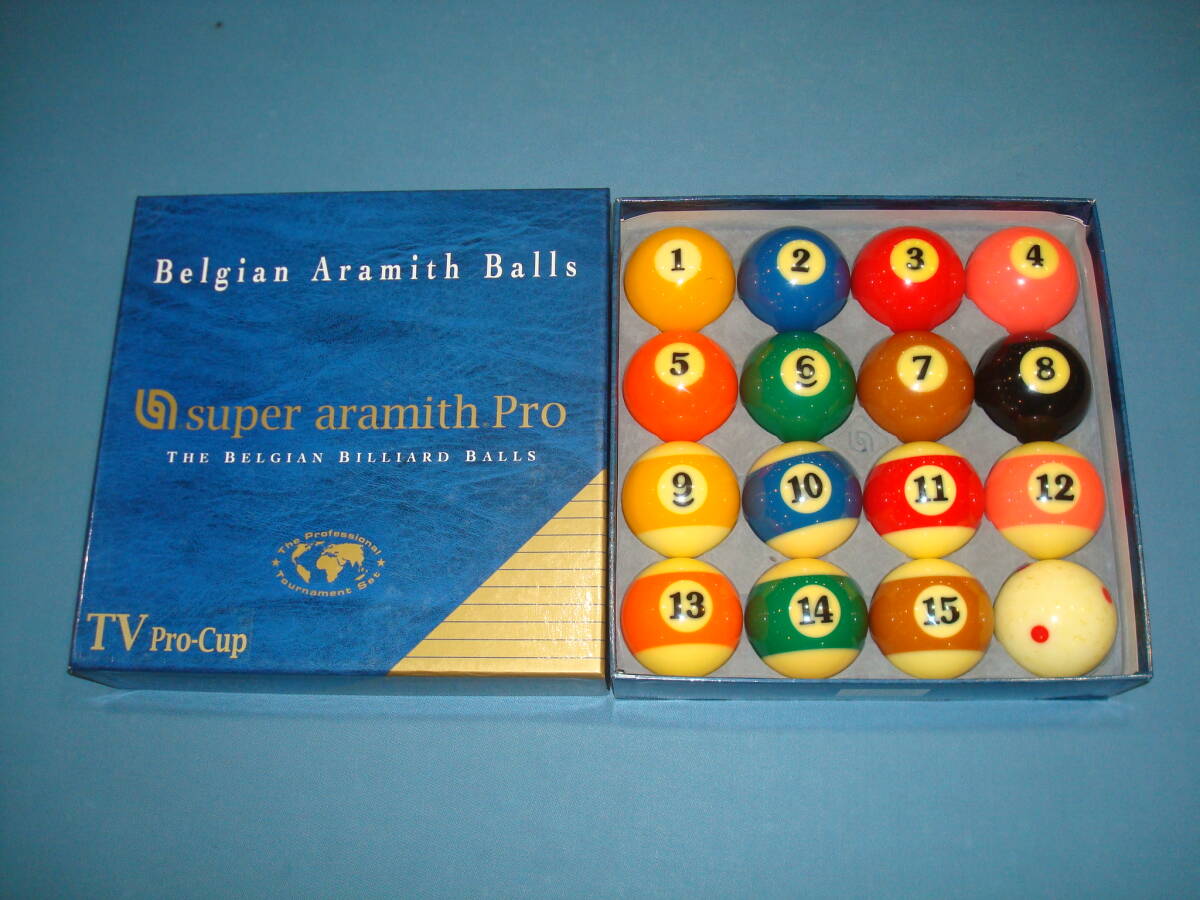 Belgian Aramith Balls
super aramith Pro
THE BELGIAN BILLIARD BALLS
The Professional
Tournament Set
TV Pro-Cup
1 2 3 4
5 6 7 8
9 10 11 12
13 14 15